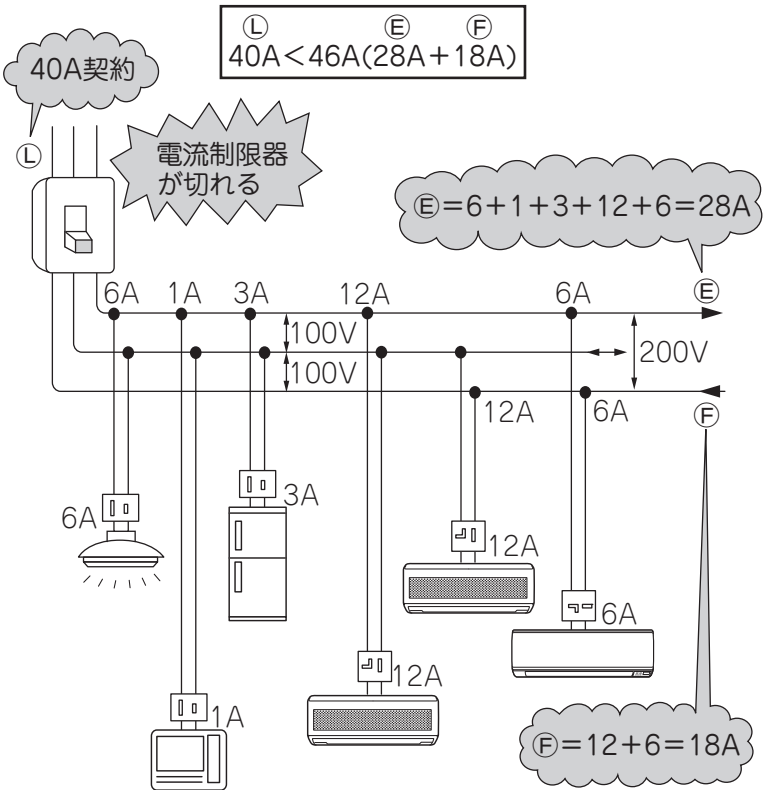 Ⓛ Ⓔ Ⓕ
40A<46A(28A+18A)
40A契約
Ⓛ
電流制限器
が切れる
Ⓔ=6+1+3+12+6=28A
6A 1A 3A 12A 6A Ⓔ
100V
200V
100V
12A 6A Ⓕ
3A
6A
12A
6A
12A
1A
Ⓕ=12+6=18A